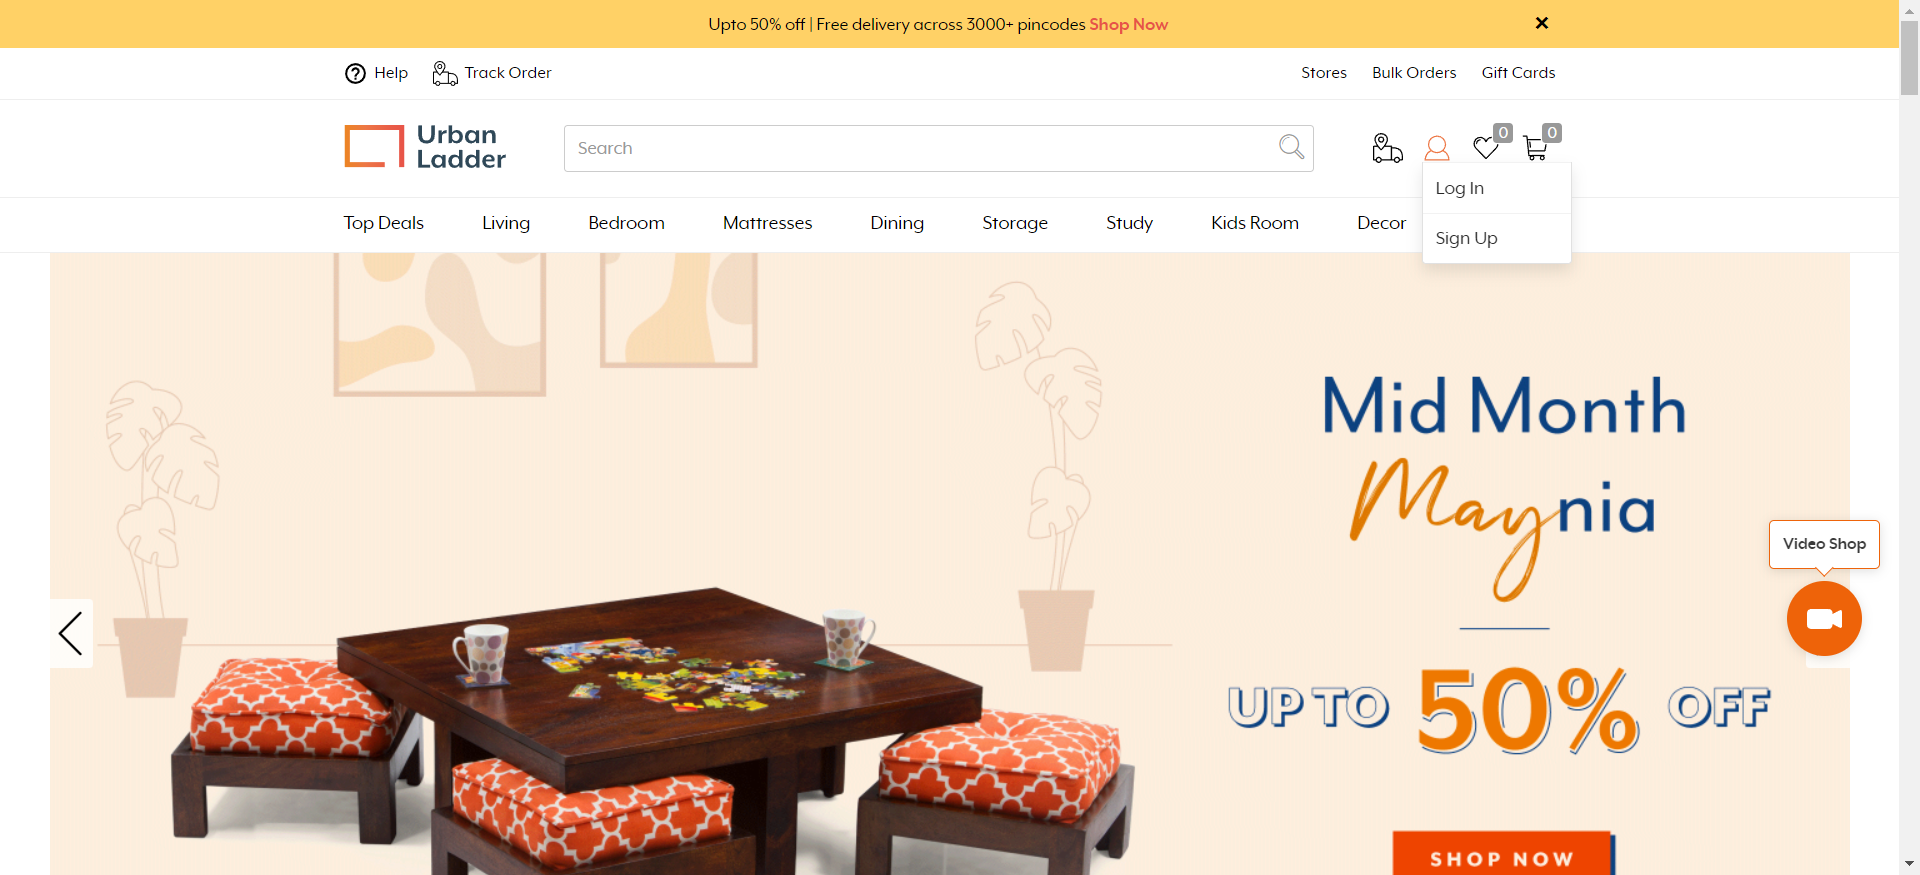 Upto 50% off | Free delivery across 3000+ pincodes Shop Now
Help
Track Order
Stores
Bulk Orders
Gift Cards
Urban
Ladder
Search
0
0
Log In
Sign Up
Top Deals
Living
Bedroom
Mattresses
Dining
Storage
Study
Kids Room
Decor
Mid Month
Maynia
UP TO 50% OFF
SHOP NOW
Video Shop